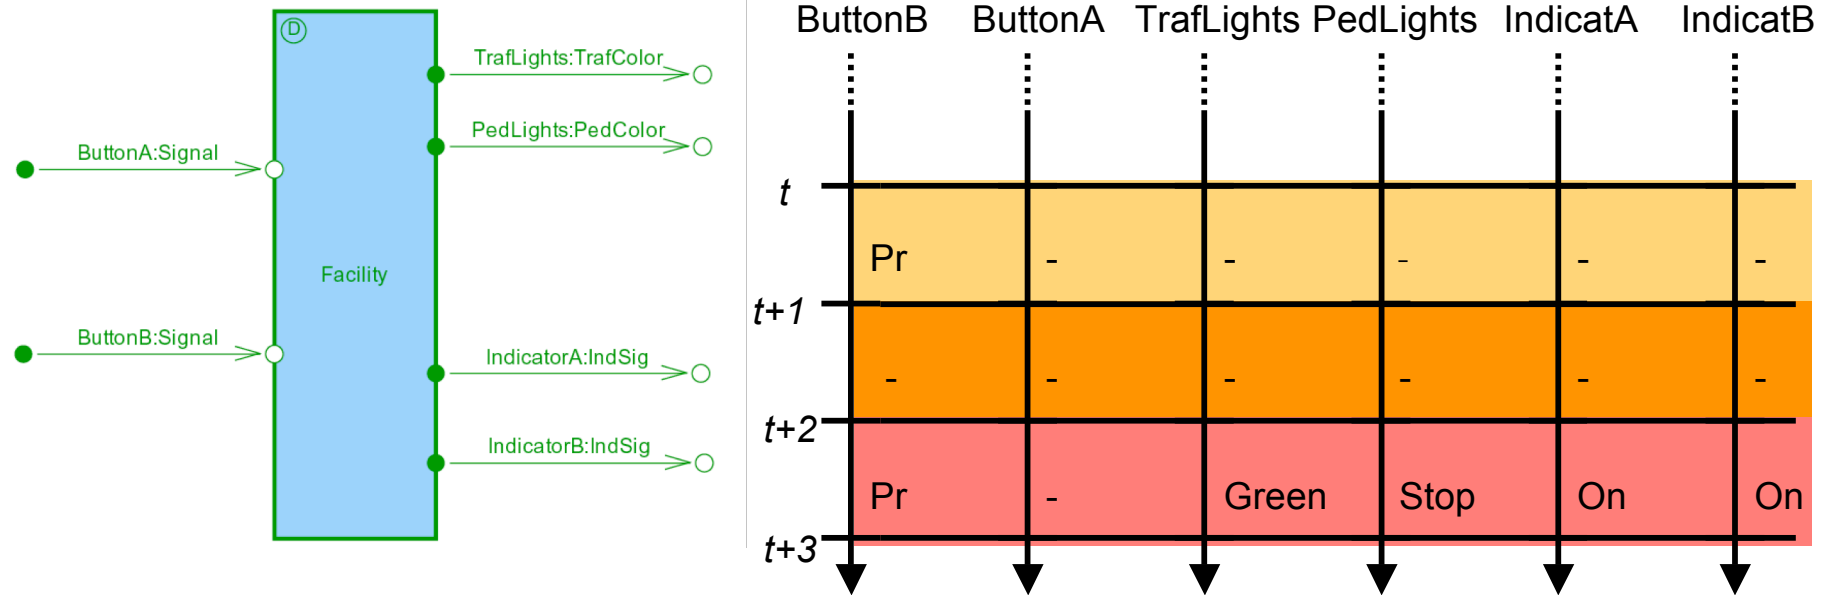 D
TrafLights:TrafColor
PedLights:PedColor
ButtonA:Signal
Facility
ButtonB:Signal
IndicatorA:IndSig
IndicatorB:IndSig
ButtonB ButtonA TrafLights PedLights IndicatA IndicatB
t
Pr - - - - -
t+1
- - - - - -
t+2
Pr - Green Stop On On
t+3